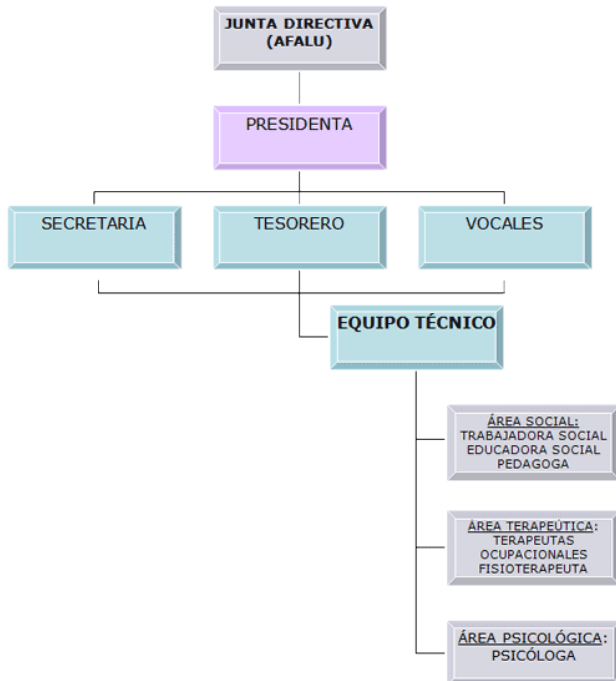 JUNTA DIRECTIVA
(AFALU)
PRESIDENTA
SECRETARIA
TESORERO
VOCALES
EQUIPO TÉCNICO
ÁREA SOCIAL:
TRABAJADORA SOCIAL
EDUCADORA SOCIAL
PEDAGOGA
ÁREA TERAPEÚTICA:
TERAPEUTAS
OCUPACIONALES
FISIOTERAPEUTA
ÁREA PSICOLÓGICA:
PSICÓLOGA